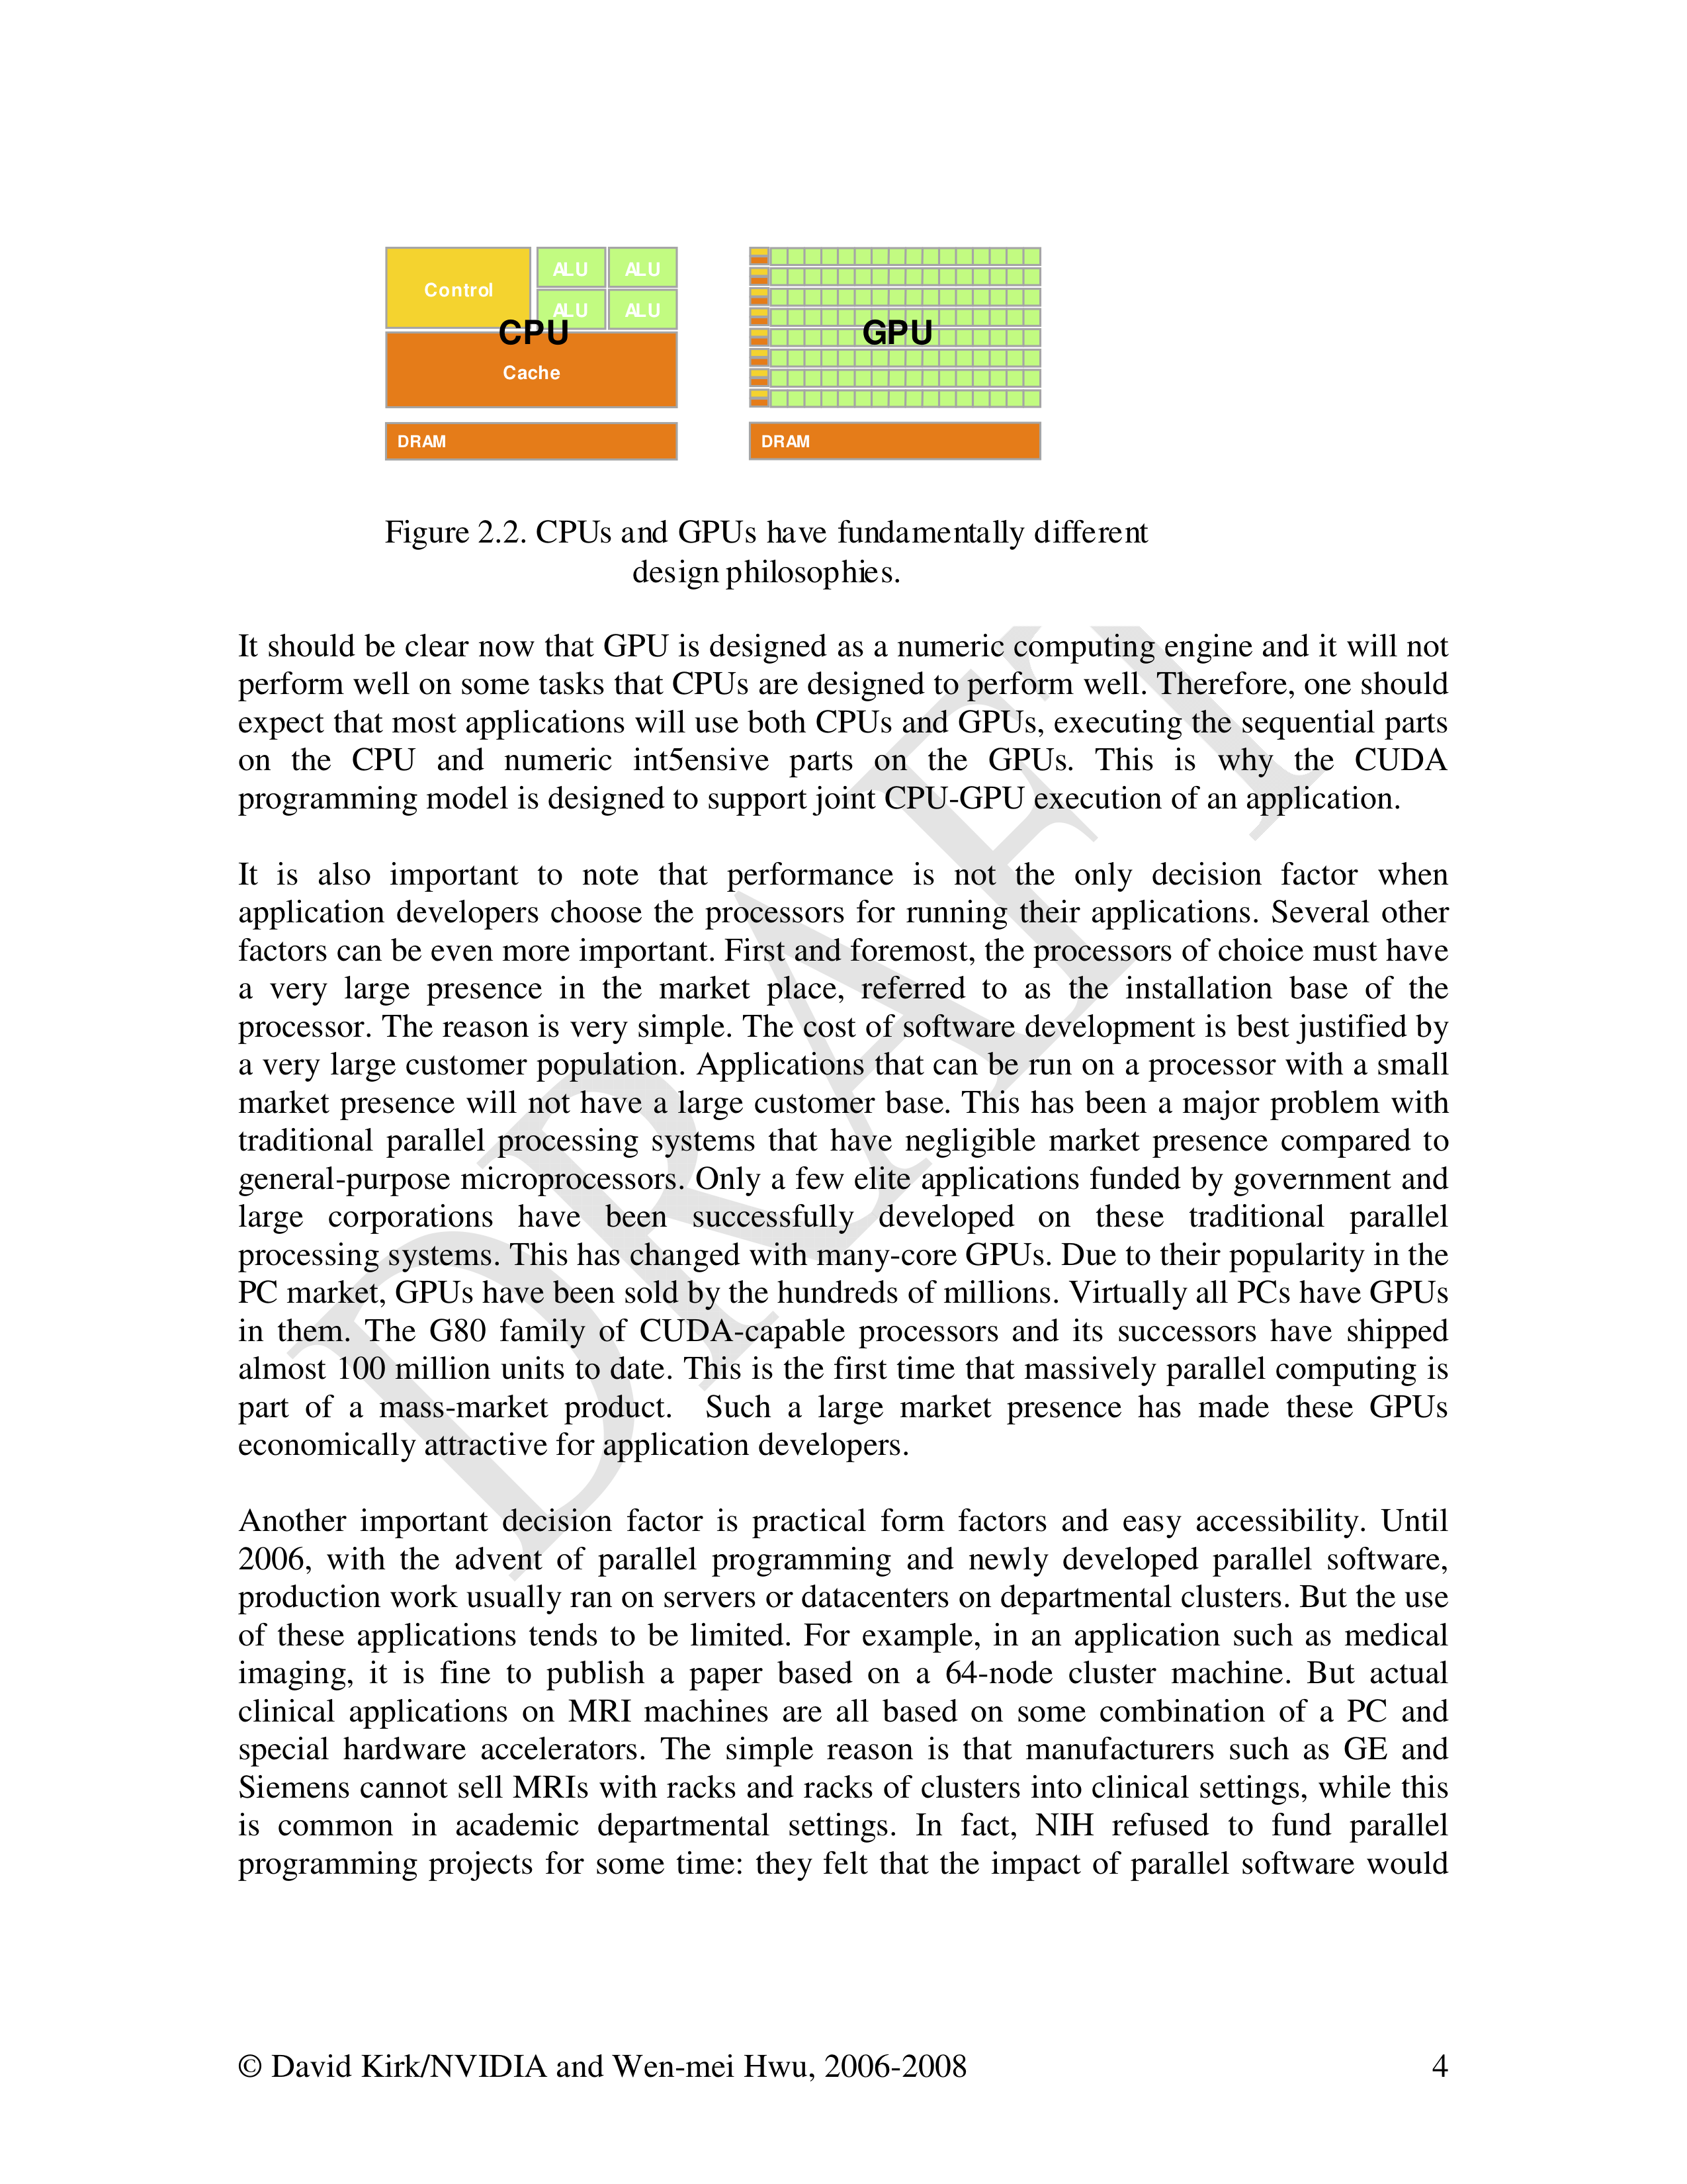 Control
ALU ALU
ALU ALU
CPU
Cache
DRAM
GPU
DRAM
Figure 2.2. CPUs and GPUs have fundamentally different
design philosophies.
It should be clear now that GPU is designed as a numeric computing engine and it will not
perform well on some tasks that CPUs are designed to perform well. Therefore, one should
expect that most applications will use both CPUs and GPUs, executing the sequential parts
on the CPU and numeric int5ensive parts on the GPUs. This is why the CUDA
programming model is designed to support joint CPU-GPU execution of an application.
It is also important to note that performance is not the only decision factor when
application developers choose the processors for running their applications. Several other
factors can be even more important. First and foremost, the processors of choice must have
a very large presence in the market place, referred to as the installation base of the
processor. The reason is very simple. The cost of software development is best justified by
a very large customer population. Applications that can be run on a processor with a small
market presence will not have a large customer base. This has been a major problem with
traditional parallel processing systems that have negligible market presence compared to
general-purpose microprocessors. Only a few elite applications funded by government and
large corporations have been successfully developed on these traditional parallel
processing systems. This has changed with many-core GPUs. Due to their popularity in the
PC market, GPUs have been sold by the hundreds of millions. Virtually all PCs have GPUs
in them. The G80 family of CUDA-capable processors and its successors have shipped
almost 100 million units to date. This is the first time that massively parallel computing is
part of a mass-market product. Such a large market presence has made these GPUs
economically attractive for application developers.
Another important decision factor is practical form factors and easy accessibility. Until
2006, with the advent of parallel programming and newly developed parallel software,
production work usually ran on servers or datacenters on departmental clusters. But the use
of these applications tends to be limited. For example, in an application such as medical
imaging, it is fine to publish a paper based on a 64-node cluster machine. But actual
clinical applications on MRI machines are all based on some combination of a PC and
special hardware accelerators. The simple reason is that manufacturers such as GE and
Siemens cannot sell MRIs with racks and racks of clusters into clinical settings, while this
is common in academic departmental settings. In fact, NIH refused to fund parallel
programming projects for some time: they felt that the impact of parallel software would
DRAFT
© David Kirk/NVIDIA and Wen-mei Hwu, 2006-2008 4